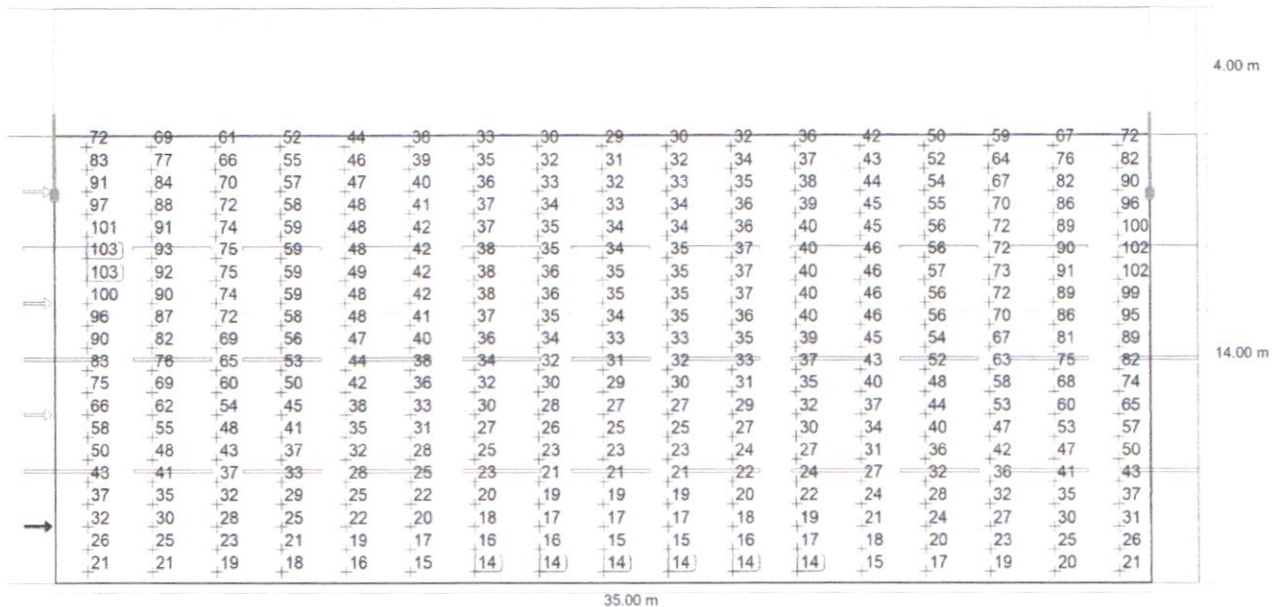 4.00 m
72 69 61 52 44 38 33 30 29 30 32 36 42 50 59 67 72
83 77 66 55 46 39 35 32 31 32 34 37 43 52 64 76 82
91 84 70 57 47 40 36 33 32 33 35 38 44 54 67 82 90
97 88 72 58 48 41 37 34 33 34 36 39 45 55 70 86 96
101 91 74 59 48 42 37 35 34 34 36 40 45 56 72 89 100
103 93 75 59 48 42 38 35 34 35 37 40 46 56 72 90 102
103 92 75 59 49 42 38 36 35 35 37 40 46 57 73 91 102
100 90 74 59 48 42 38 36 35 35 37 40 46 56 72 89 99
96 87 72 58 48 41 37 35 34 35 36 40 46 56 70 86 95
90 82 69 56 47 40 36 34 33 33 35 39 45 54 67 81 89
83 76 65 53 44 38 34 32 31 32 33 37 43 52 63 75 82
14.00 m
75 69 60 50 42 36 32 30 29 30 31 35 40 48 58 68 74
66 62 54 45 38 33 30 28 27 27 29 32 37 44 53 60 65
58 55 48 41 35 31 27 26 25 25 27 30 34 40 47 53 57
50 48 43 37 32 28 25 23 23 23 24 27 31 36 42 47 50
43 41 37 33 28 25 23 21 21 21 22 24 27 32 36 41 43
37 35 32 29 25 22 20 19 19 19 20 22 24 28 32 35 37
32 30 28 25 22 20 18 17 17 17 18 19 21 24 27 30 31
26 25 23 21 19 17 16 16 15 15 16 17 18 20 23 25 26
21 21 19 18 16 15 14 14 14 14 14 14 15 17 19 20 21
35.00 m